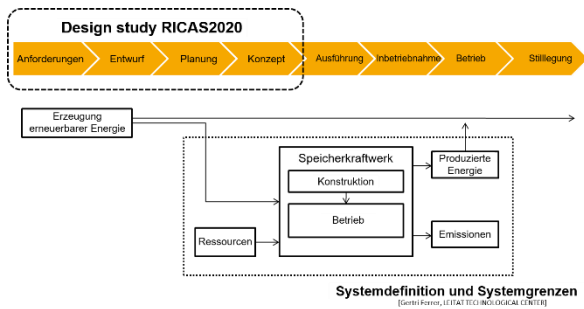 Design study RICAS2020
Anforderungen
Entwurf
Planung
Konzept
Ausführung
Inbetriebnahme
Betrieb
Stilllegung
Erzeugung
erneuerbarer Energie
Speicherkraftwerk
Konstruktion
Betrieb
Produzierte
Energie
Ressourcen
Emissionen
Systemdefinition und Systemgrenzen
[Gertri Ferrer, LEITAT TECHNOLOGICAL CENTER]